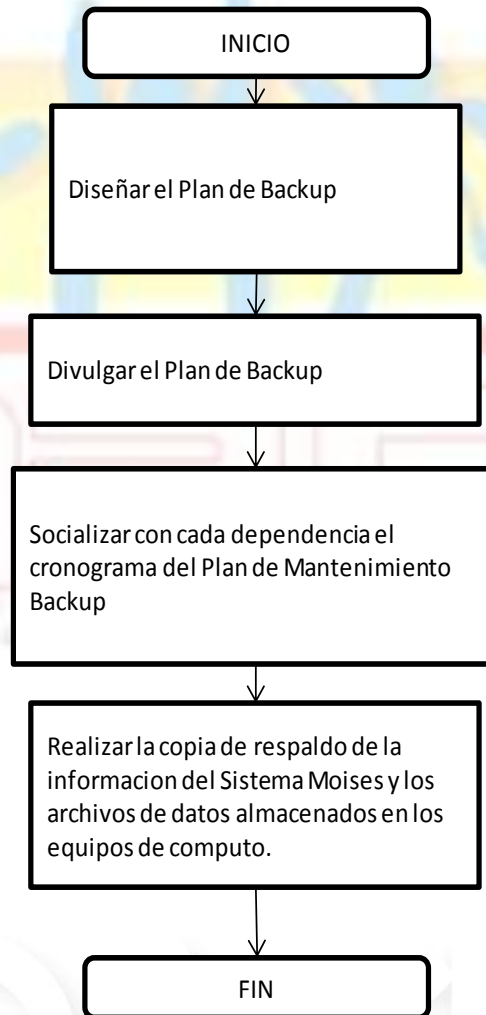 INICIO
Diseñar el Plan de Backup
Divulgar el Plan de Backup
Socializar con cada dependencia el
cronograma del Plan de Mantenimiento
Backup
Realizar la copia de respaldo de la
informacion del Sistema Moises y los
archivos de datos almacenados en los
equipos de computo.
FIN